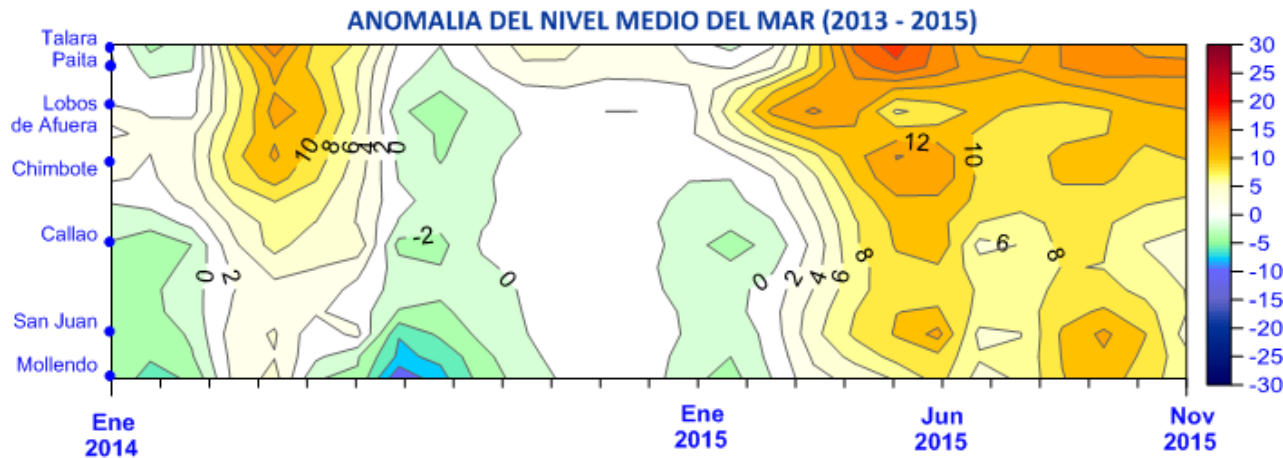 ANOMALIA DEL NIVEL MEDIO DEL MAR (2013 - 2015)
Talara
Paita
Lobos
de Afuera
Chimbote
Callao
San Juan
Mollendo
10
8
6
4
2
0
-2
0
2
0
0
2
4
6
8
12
10
6
8
30
25
20
15
10
5
0
-5
-10
-15
-20
-25
-30
Ene
2014
Ene
2015
Jun
2015
Nov
2015